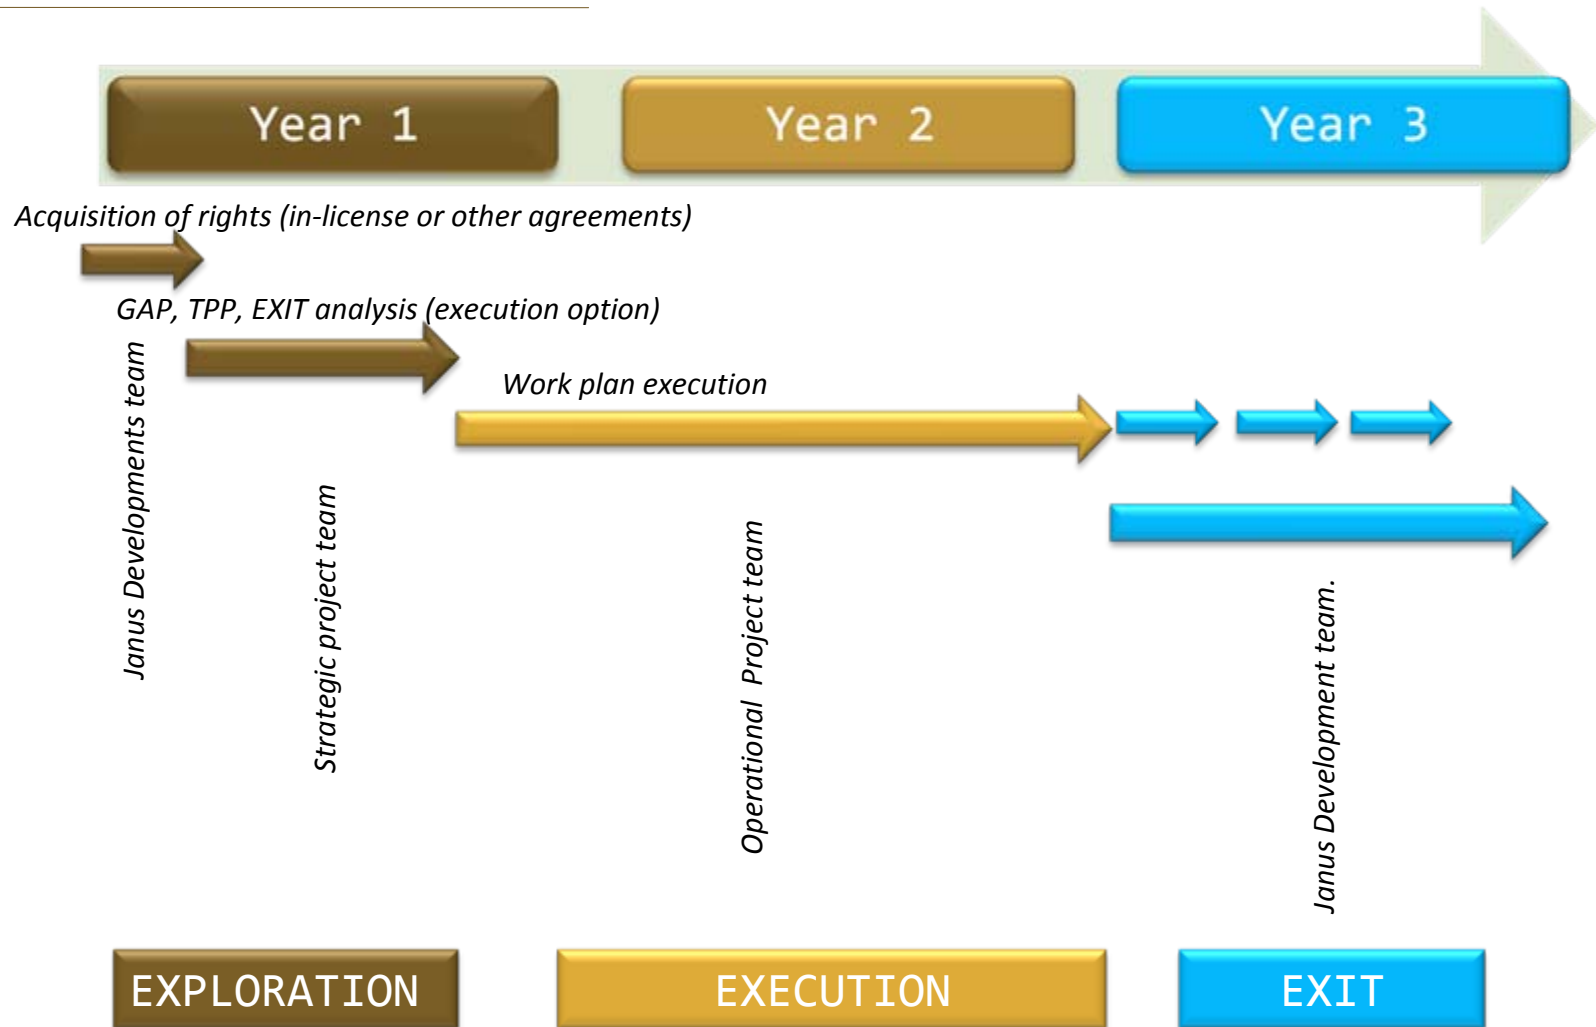 Year 1
Year 2
Year 3
Acquisition of rights (in-license or other agreements)
GAP, TPP, EXIT analysis (execution option)
Work plan execution
Janus Developments team
Strategic project team
Operational  Project team
Janus Development team.
EXPLORATION
EXECUTION
EXIT